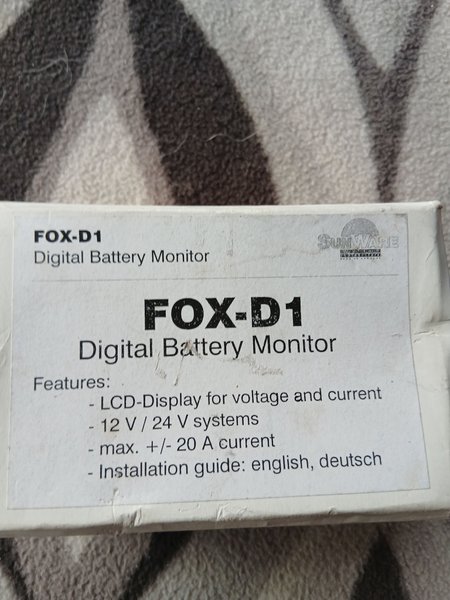 FOX-D1
Digital Battery Monitor
SUNWARE
FOX-D1
Digital Battery Monitor
Features:
- LCD-Display for voltage and current
- 12 V / 24 V systems
- max. +/- 20 A current
- Installation guide: english, deutsch